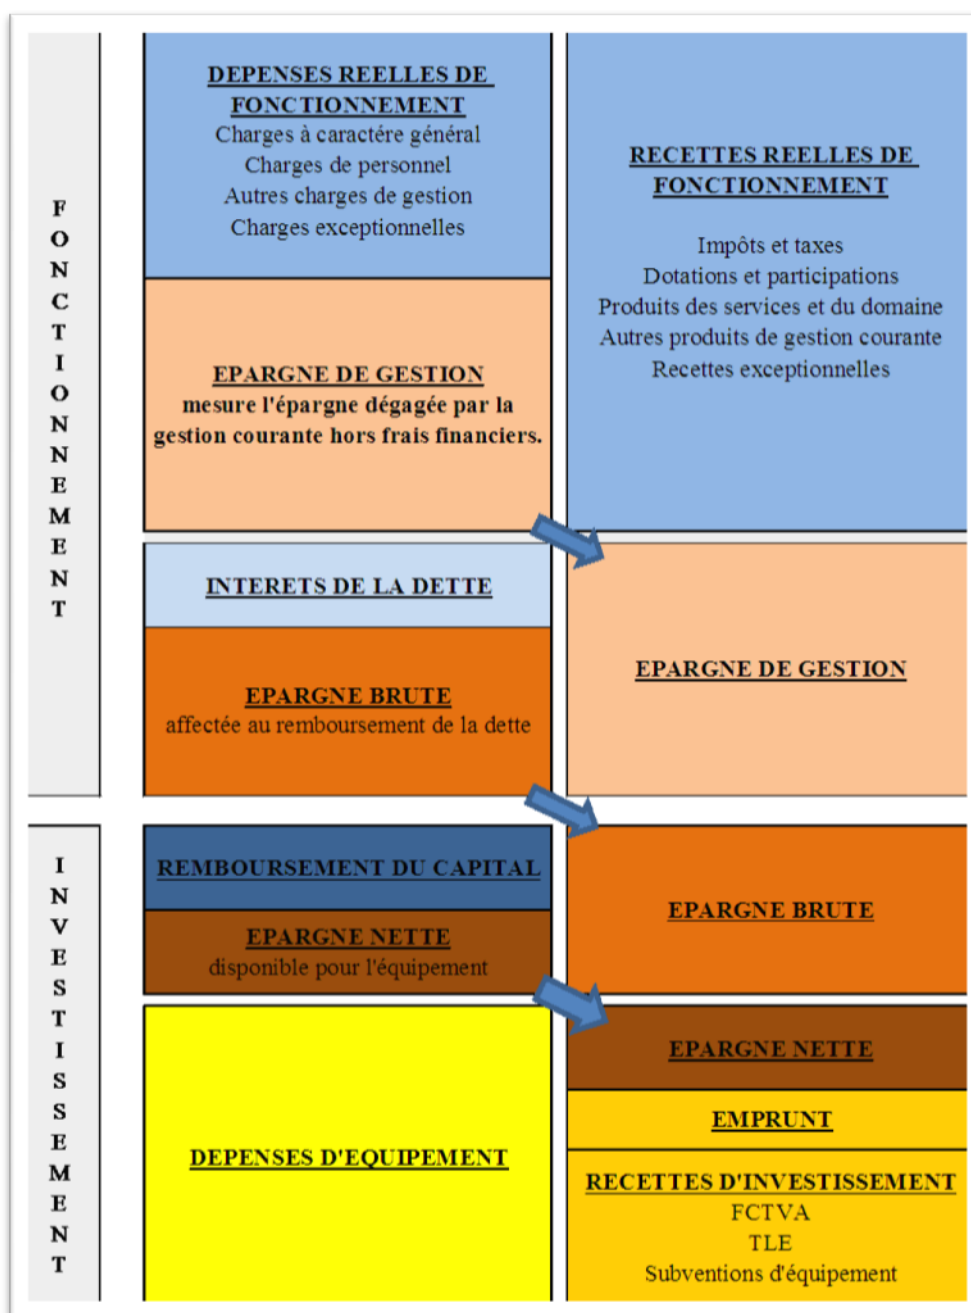 FONCTIONNEMENT
DEPENSES REELLES DE
FONCTIONNEMENT
Charges à caractére général
Charges de personnel
Autres charges de gestion
Charges exceptionnelles
RECETTES REELLES DE
FONCTIONNEMENT
Impôts et taxes
Dotations et participations
Produits des services et du domaine
Autres produits de gestion courante
Recettes exceptionnelles
EPARGNE DE GESTION
mesure l'épargne dégagée par la
gestion courante hors frais financiers.
INTERETS DE LA DETTE
EPARGNE BRUTE
affectée au remboursement de la dette
EPARGNE DE GESTION
INVESTISSEMENT
REMBOURSEMENT DU CAPITAL
EPARGNE NETTE
disponible pour l'équipement
EPARGNE BRUTE
DEPENSES D'EQUIPEMENT
EPARGNE NETTE
EMPRUNT
RECETTES D'INVESTISSEMENT
FCTVA
TLE
Subventions d'équipement